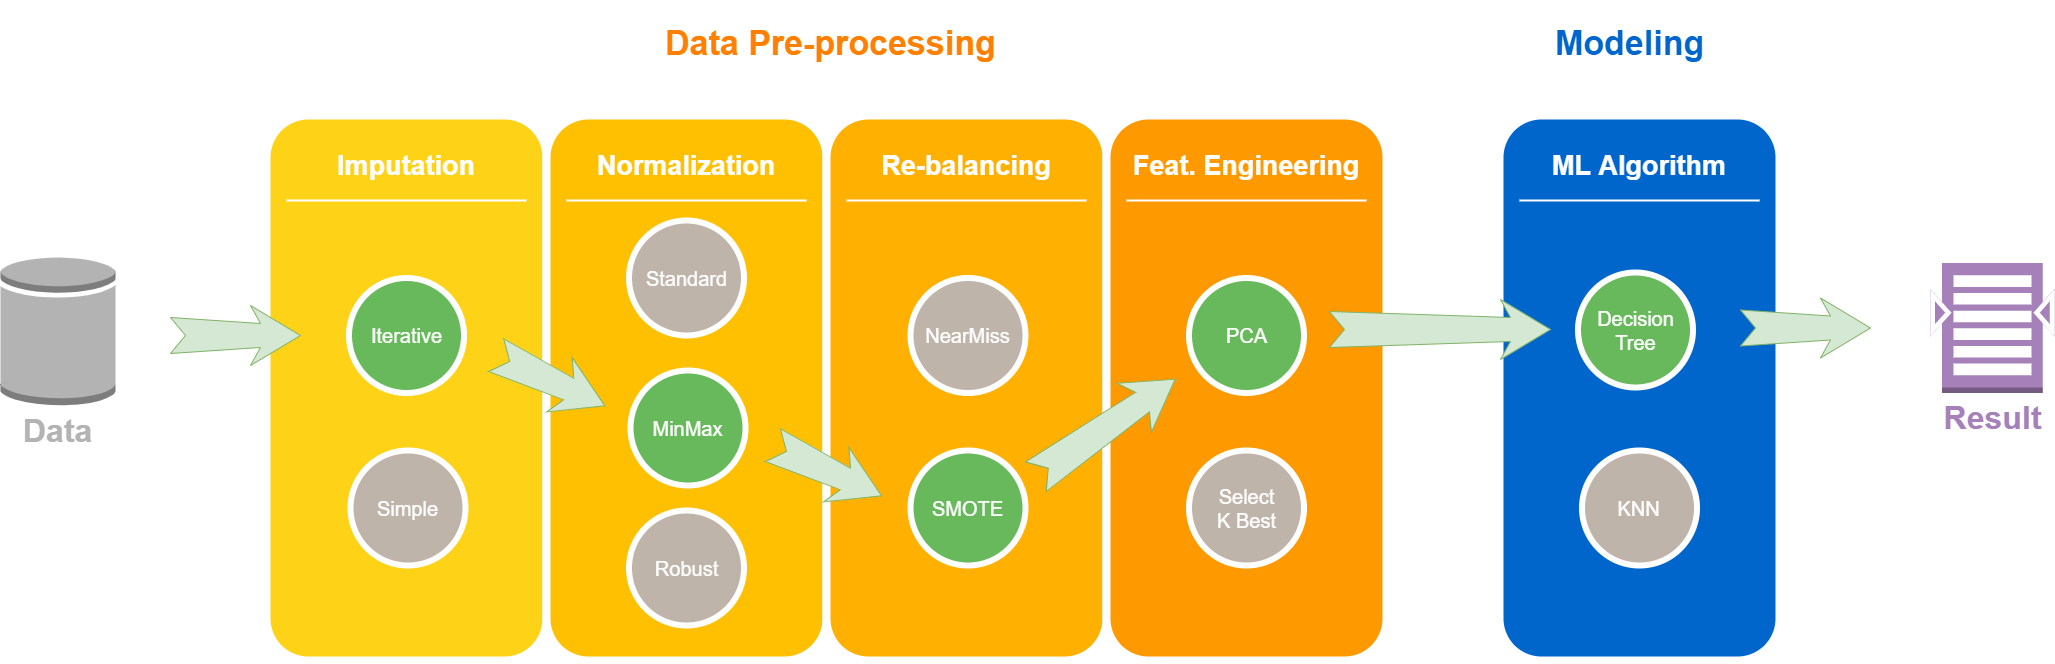 Data Pre-processing
Modeling
Imputation
Normalization
Re-balancing
Feat. Engineering
ML Algorithm
Data
Iterative
Simple
Standard
MinMax
Robust
NearMiss
SMOTE
PCA
Select
K Best
Decision
Tree
KNN
Result